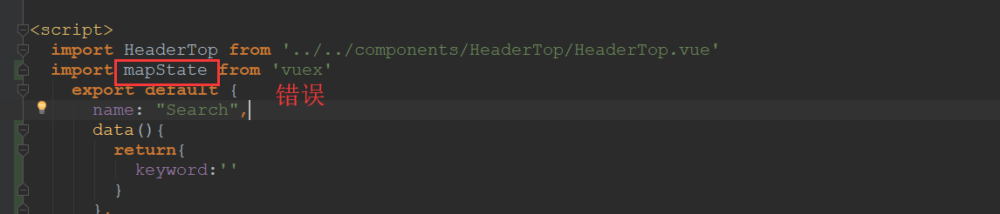 <script>
import HeaderTop from '../../components/HeaderTop/HeaderTop.vue'
import mapState from 'vuex'
export default {
错误
name: "Search",
data(){
return{
keyword:''
}
},